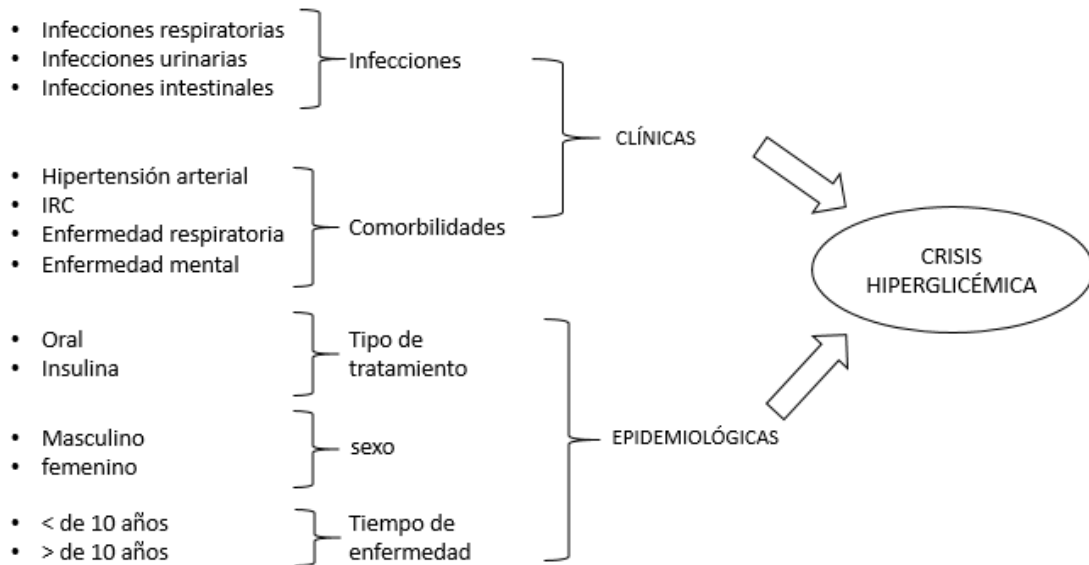 • Infecciones respiratorias
• Infecciones urinarias
• Infecciones intestinales
Infecciones
• Hipertensión arterial
• IRC
• Enfermedad respiratoria
• Enfermedad mental
Comorbilidades
CLÍNICAS
• Oral
• Insulina
Tipo de
tratamiento
• Masculino
• femenino
sexo
• < de 10 años
• > de 10 años
Tiempo de
enfermedad
EPIDEMIOLÓGICAS
CRISIS
HIPERGLICÉMICA